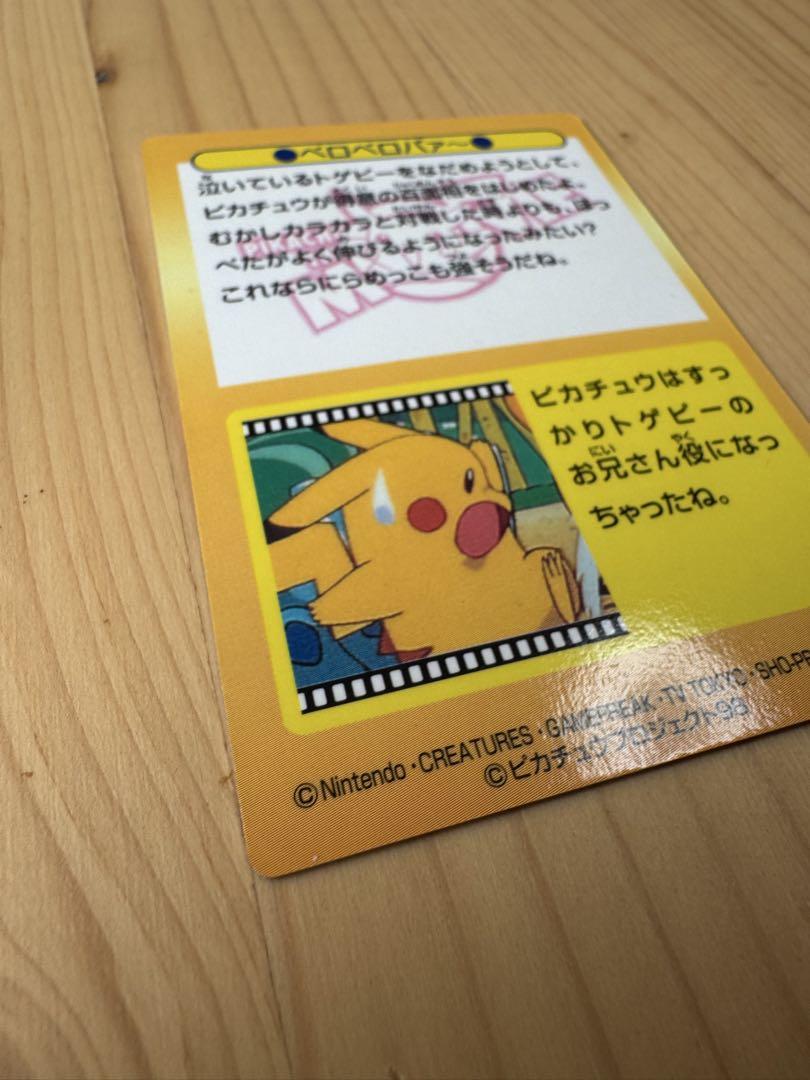 ●ベロベロバァ～●
泣いているトゲピーをなだめようとして、
ピカチュウが得意の百面相をはじめたよ。
むかしカラカラと対戦した時よりも、ほっ
ぺたがよく伸びるようになったみたい?
これならにらめっこも強そうだね。
ピカチュウはすっ
かりトゲピーの
お兄さん役になっ
ちゃったね。
©Nintendo・CREATURES・GAMEFREAK・TV TOKYO・SHO-PR
©ピカチュウプロジェクト98